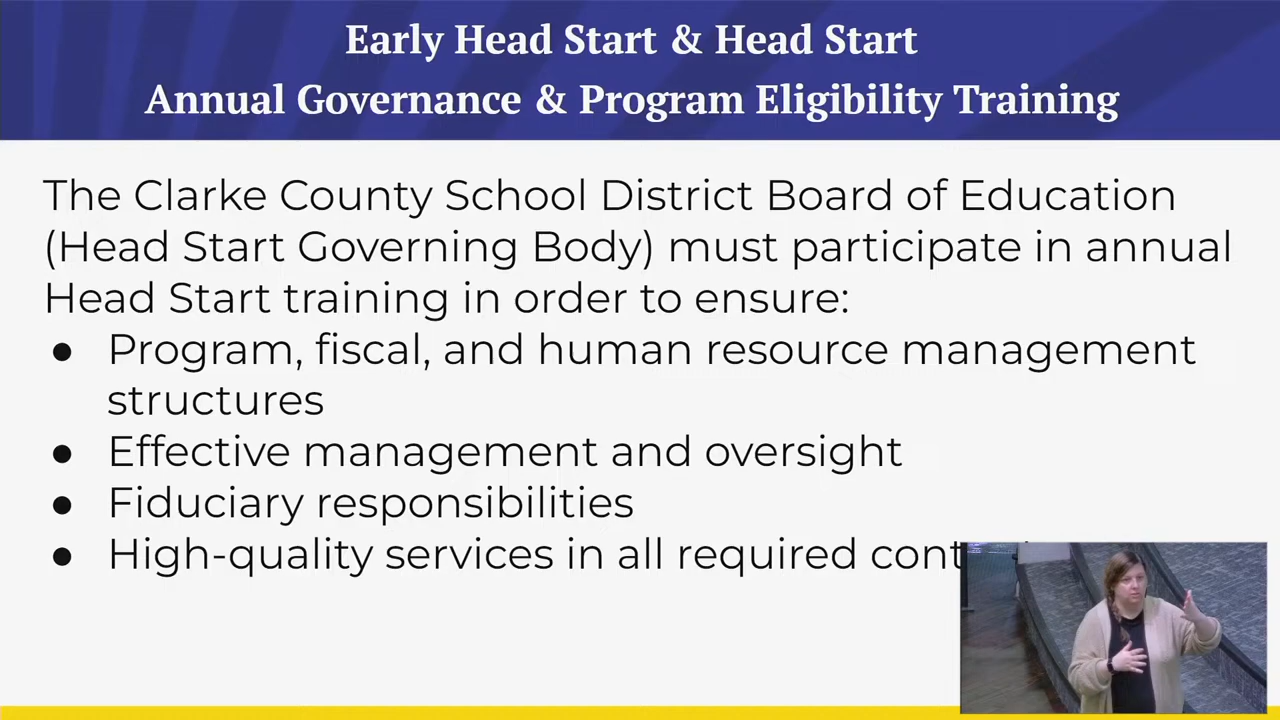 Early Head Start & Head Start
Annual Governance & Program Eligibility Training
The Clarke County School District Board of Education
(Head Start Governing Body) must participate in annual
Head Start training in order to ensure:
● Program, fiscal, and human resource management
structures
● Effective management and oversight
● Fiduciary responsibilities
● High-quality services in all required